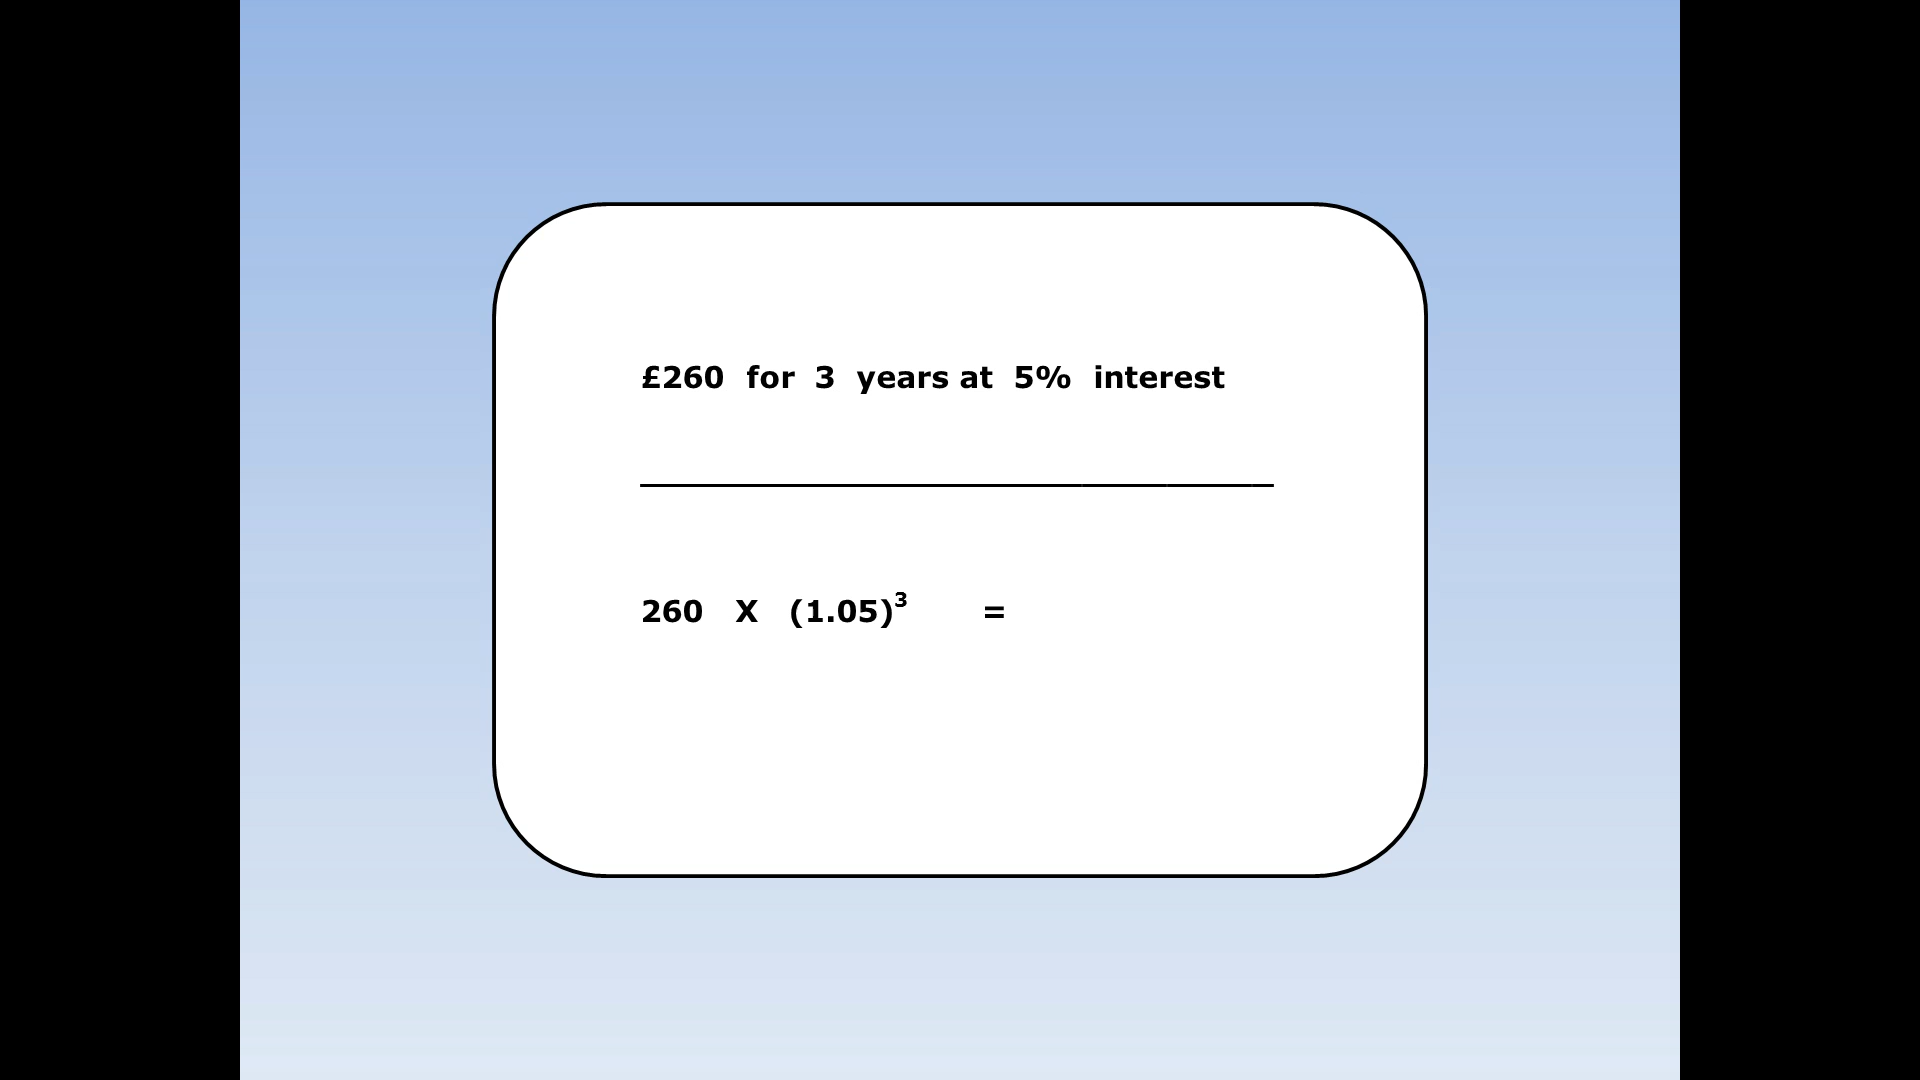 £260 for 3 years at 5% interest
260 X (1.05)³ =